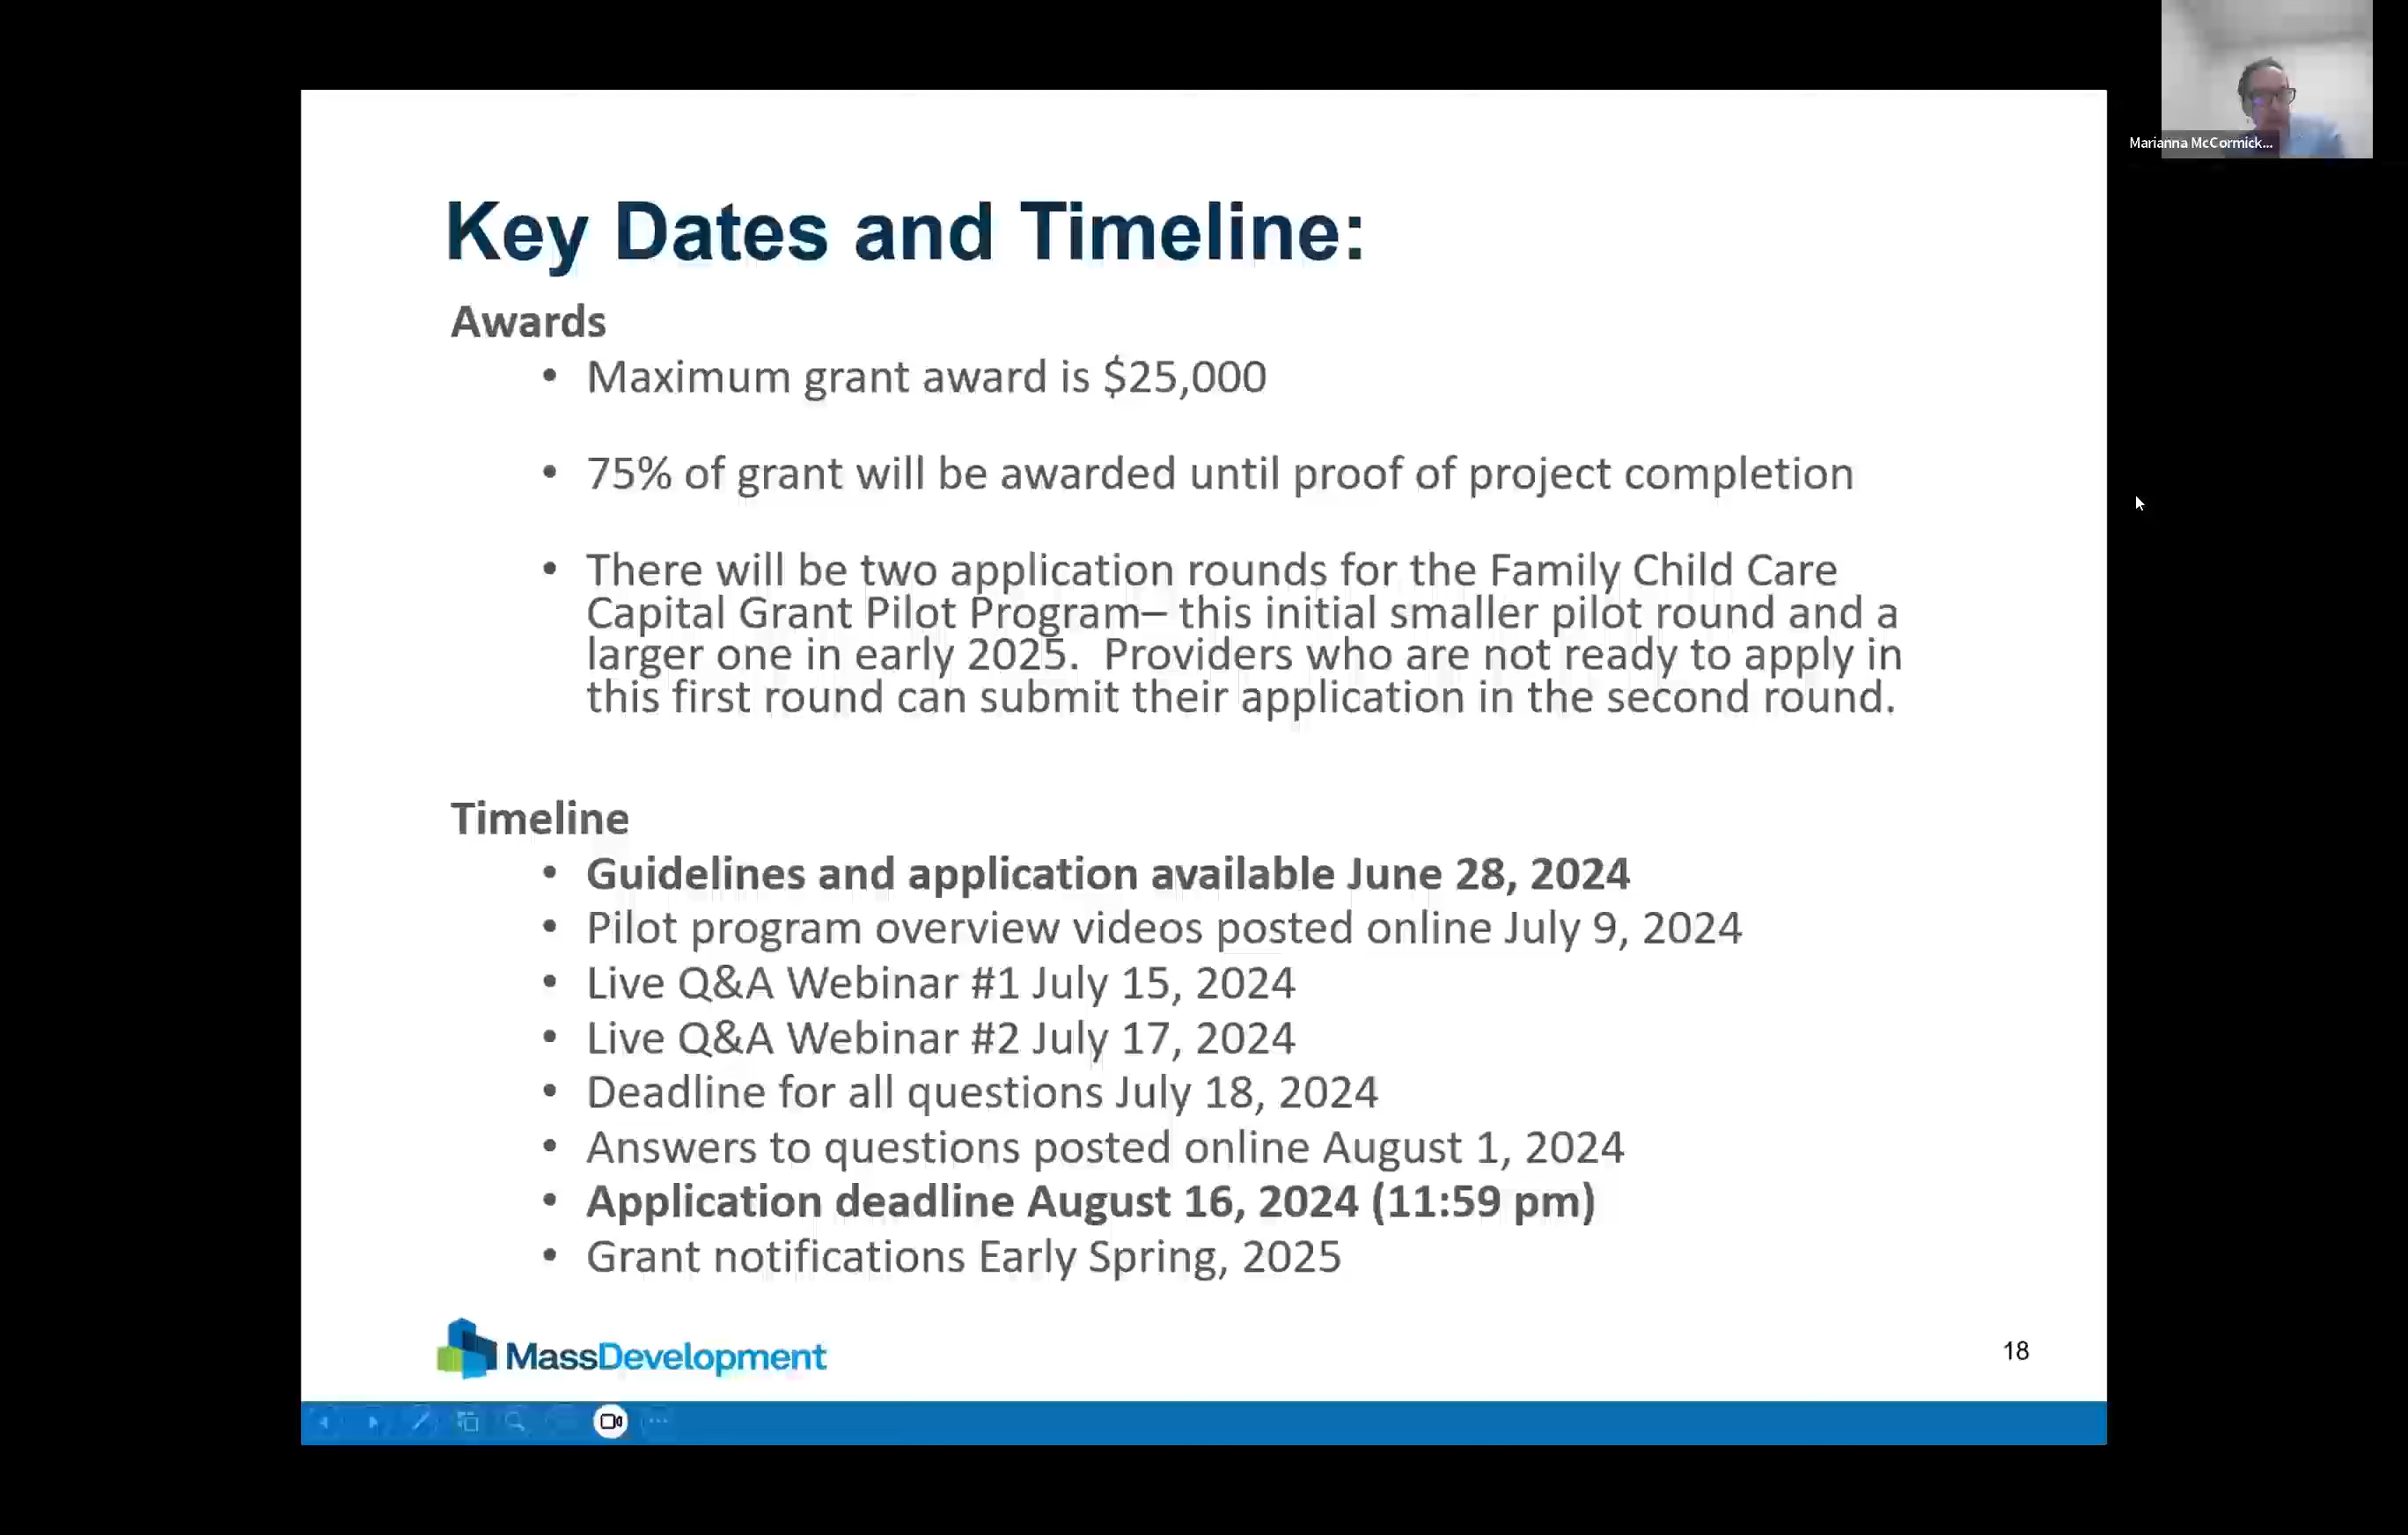 Marianna McCormick...
Key Dates and Timeline:
Awards
• Maximum grant award is $25,000
• 75% of grant will be awarded until proof of project completion
• There will be two application rounds for the Family Child Care
Capital Grant Pilot Program– this initial smaller pilot round and a
larger one in early 2025.  Providers who are not ready to apply in
this first round can submit their application in the second round.
Timeline
• Guidelines and application available June 28, 2024
• Pilot program overview videos posted online July 9, 2024
• Live Q&A Webinar #1 July 15, 2024
• Live Q&A Webinar #2 July 17, 2024
• Deadline for all questions July 18, 2024
• Answers to questions posted online August 1, 2024
• Application deadline August 16, 2024 (11:59 pm)
• Grant notifications Early Spring, 2025
MassDevelopment
18